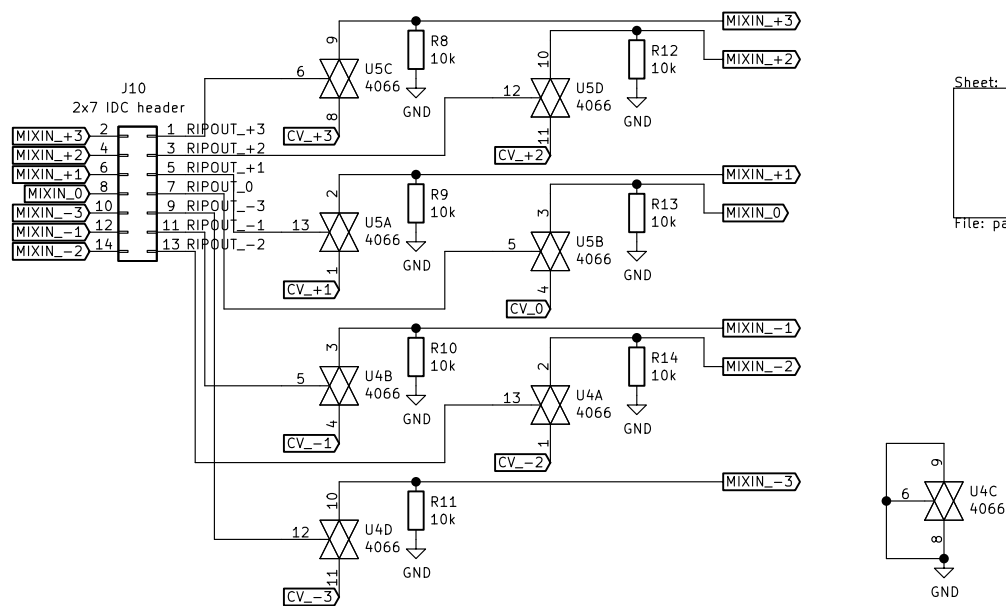 J10
2x7 IDC header
MIXIN_+3 2 1 RIPOUT_+3
MIXIN_+2 4 3 RIPOUT_+2
MIXIN_+1 6 5 RIPOUT_+1
MIXIN_0 8 7 RIPOUT_0
MIXIN_-3 10 9 RIPOUT_-3
MIXIN_-1 12 11 RIPOUT_-1
MIXIN_-2 14 13 RIPOUT_-2
9
6
8
U5C
4066
CV_+3
R8
10k
GND
MIXIN_+3
10
12
11
U5D
4066
CV_+2
R12
10k
GND
MIXIN_+2
2
13
1
U5A
4066
CV_+1
R9
10k
GND
MIXIN_+1
3
5
4
U5B
4066
CV_0
R13
10k
GND
MIXIN_0
3
5
4
U4B
4066
CV_-1
R10
10k
GND
MIXIN_-1
2
13
1
U4A
4066
CV_-2
R14
10k
GND
MIXIN_-2
10
12
11
U4D
4066
CV_-3
R11
10k
GND
MIXIN_-3
Sheet:
File: pa
9
6
8
U4C
4066
GND